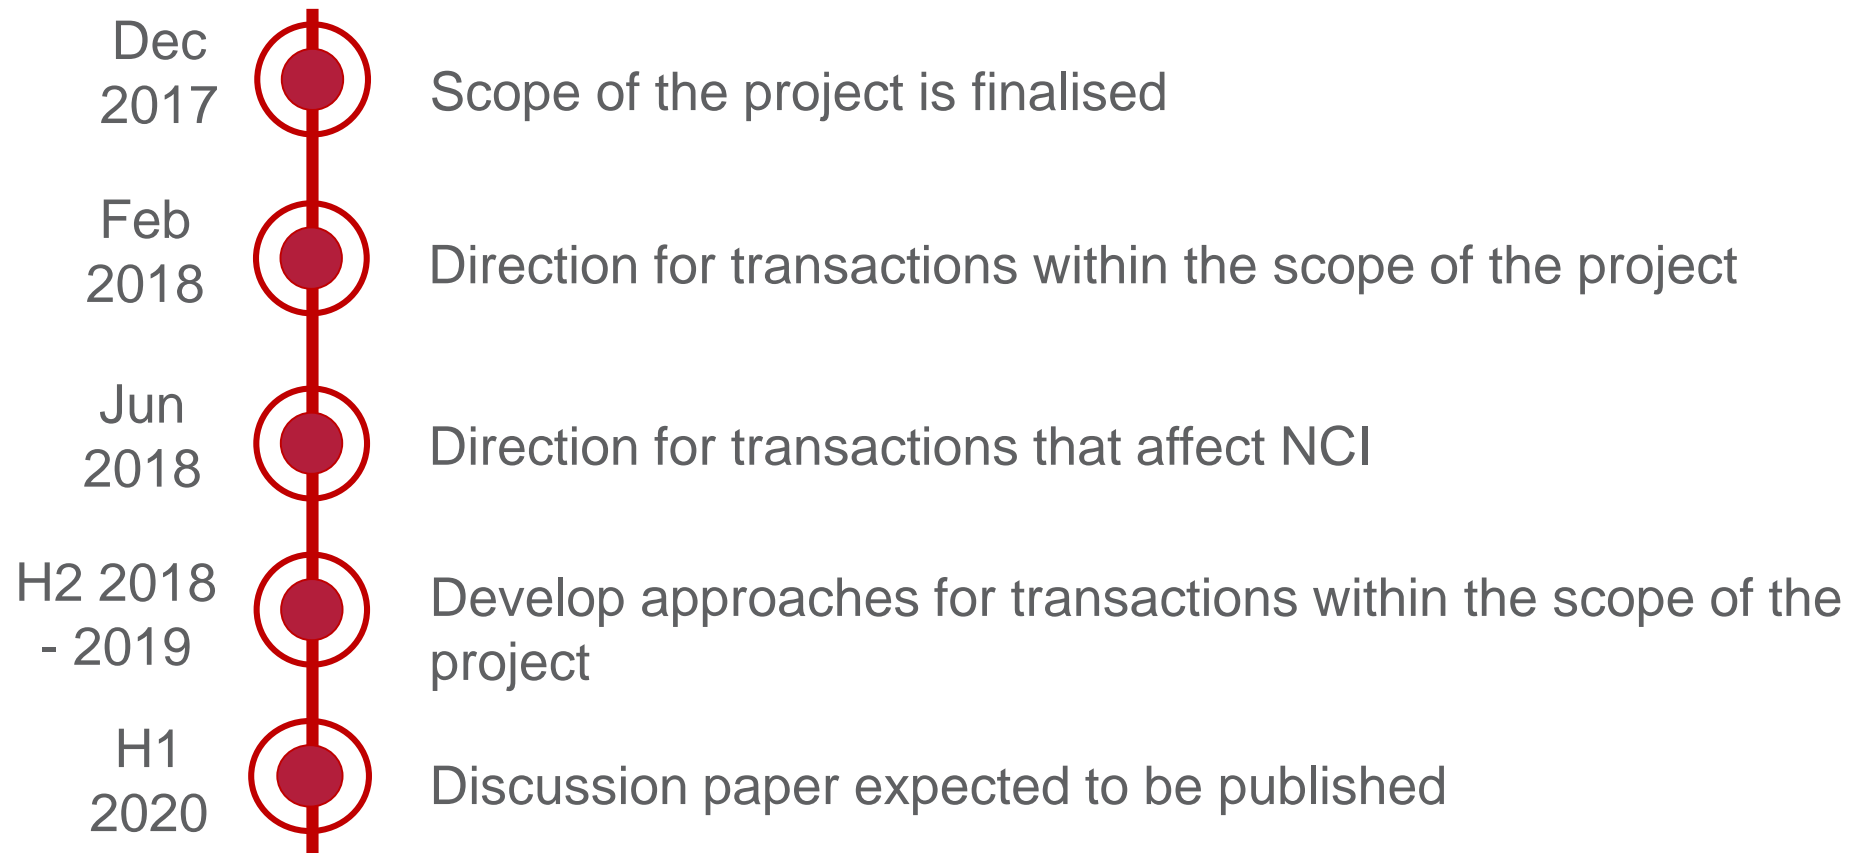 Dec
2017
Scope of the project is finalised
Feb
2018
Direction for transactions within the scope of the project
Jun
2018
Direction for transactions that affect NCI
H2 2018
- 2019
Develop approaches for transactions within the scope of the
project
H1
2020
Discussion paper expected to be published